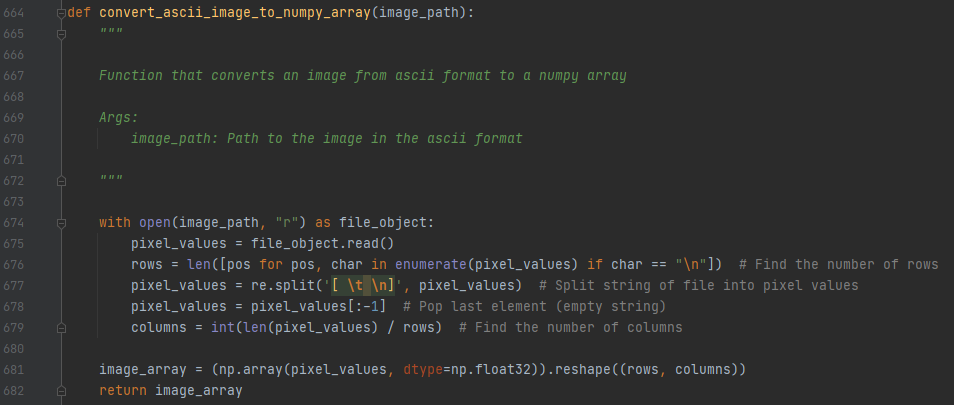 664 def convert_ascii_image_to_numpy_array(image_path):
665     """
666
667     Function that converts an image from ascii format to a numpy array
668
669     Args:
670         image_path: Path to the image in the ascii format
671
672     """
673
674     with open(image_path, "r") as file_object:
675         pixel_values = file_object.read()
676         rows = len([pos for pos, char in enumerate(pixel_values) if char == "\n"])  # Find the number of rows
677         pixel_values = re.split('[ \t \n]', pixel_values)  # Split string of file into pixel values
678         pixel_values = pixel_values[:-1]  # Pop last element (empty string)
679         columns = int(len(pixel_values) / rows)  # Find the number of columns
680
681     image_array = (np.array(pixel_values, dtype=np.float32)).reshape((rows, columns))
682     return image_array